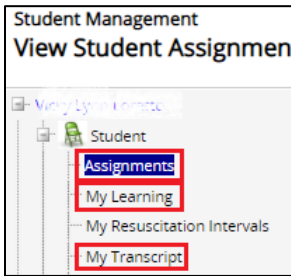 Student Management
View Student Assignmen
Student
Assignments
My Learning
My Resuscitation Intervals
My Transcript